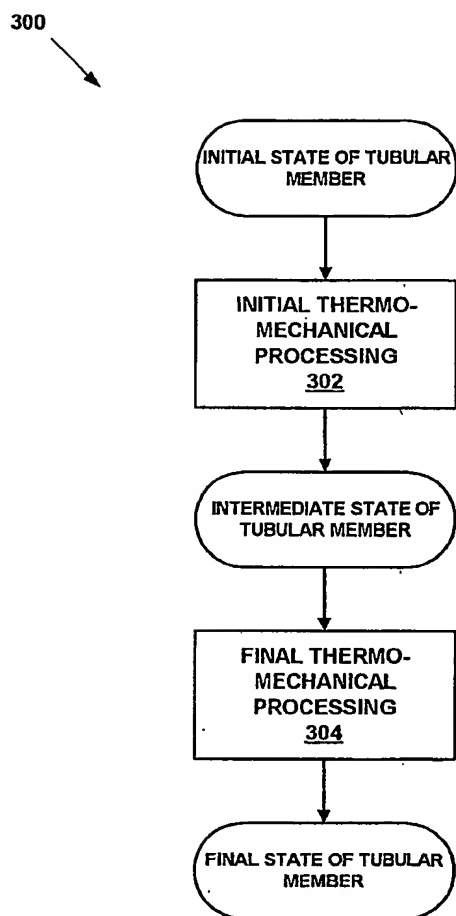 300
INITIAL STATE OF TUBULAR
MEMBER
INITIAL THERMO-
MECHANICAL
PROCESSING
302
INTERMEDIATE STATE OF
TUBULAR MEMBER
FINAL THERMO-
MECHANICAL
PROCESSING
304
FINAL STATE OF TUBULAR
MEMBER